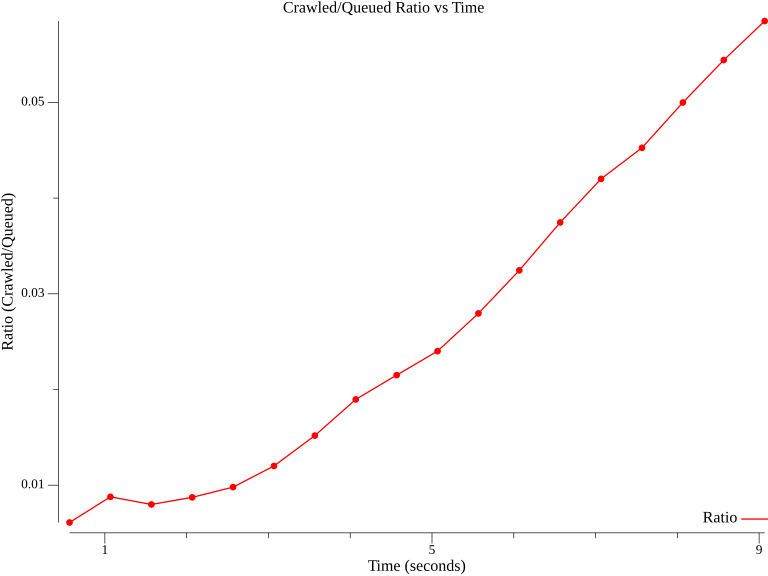 Crawled/Queued Ratio vs Time
0.05
0.03
0.01
Ratio (Crawled/Queued)
Ratio
1 5 9
Time (seconds)